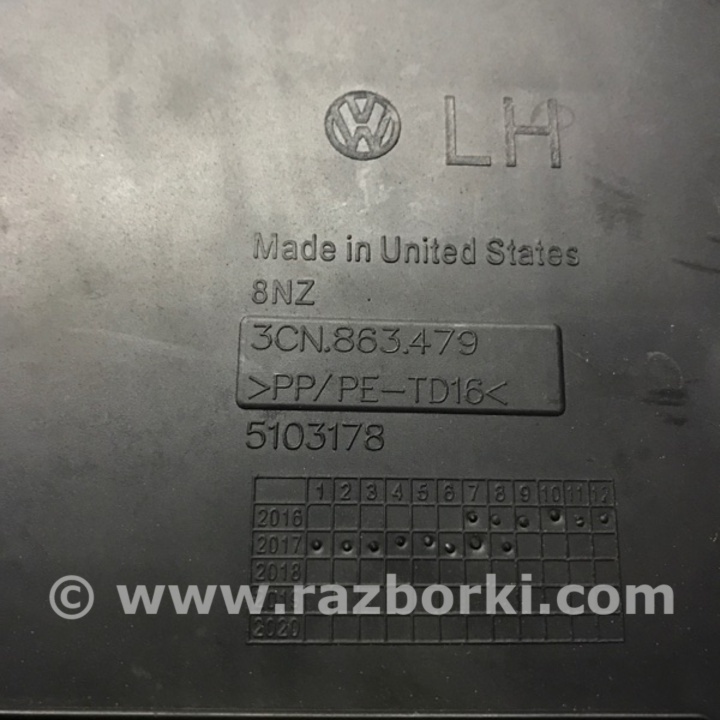 LH
Made in United States
8NZ
3CN.863.479
>PP/PE-TD16<
5103178
1 2 3 4 5 6 7 8 9 10 11 12
2016
2017
2018
© www.razborki.com
2020